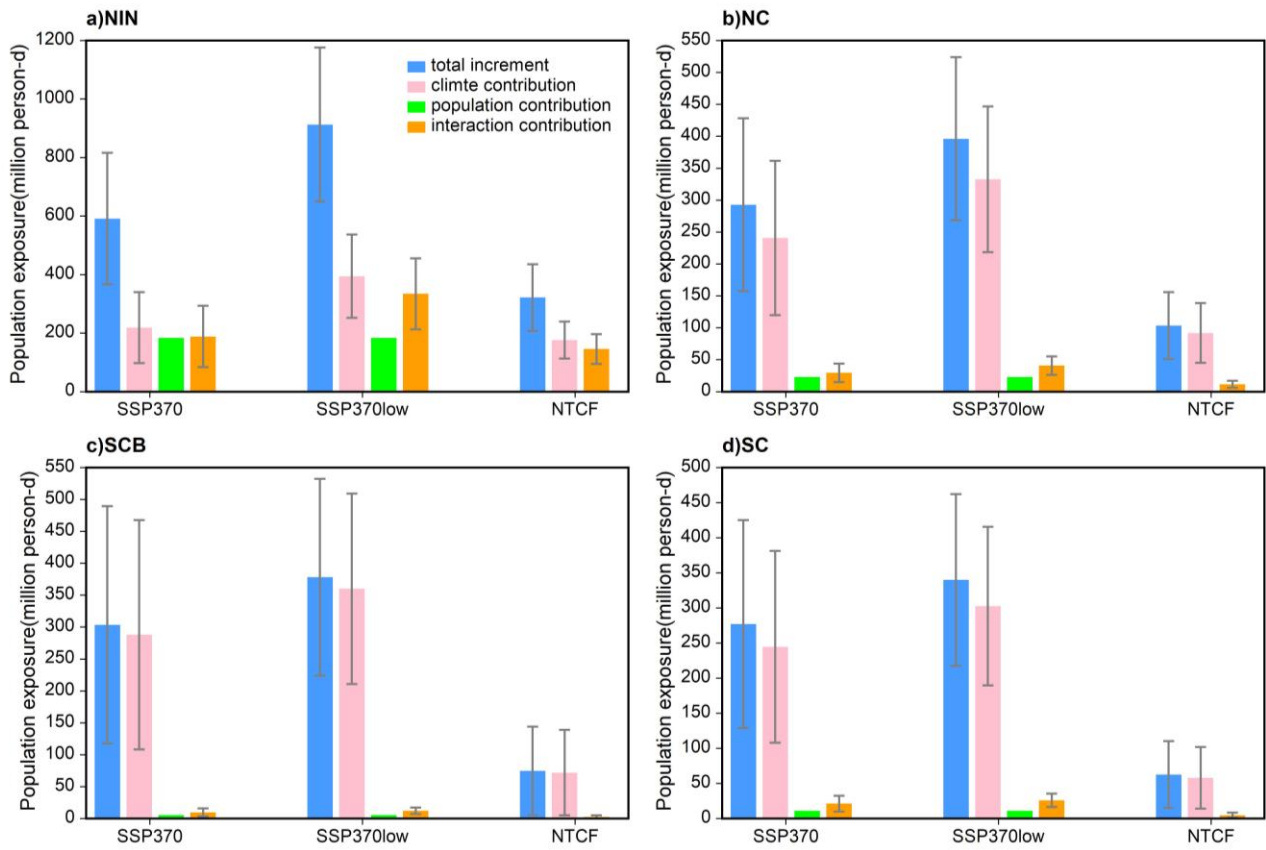 a)NIN
Population exposure(million person-d)
1200
1000
800
600
400
200
0
total increment
climte contribution
population contribution
interaction contribution
SSP370
SSP370low
NTCF
b)NC
Population exposure(million person-d)
550
500
450
400
350
300
250
200
150
100
50
0
SSP370
SSP370low
NTCF
c)SCB
Population exposure(million person-d)
550
500
450
400
350
300
250
200
150
100
50
0
SSP370
SSP370low
NTCF
d)SC
Population exposure(million person-d)
500
450
400
350
300
250
200
150
100
50
0
SSP370
SSP370low
NTCF